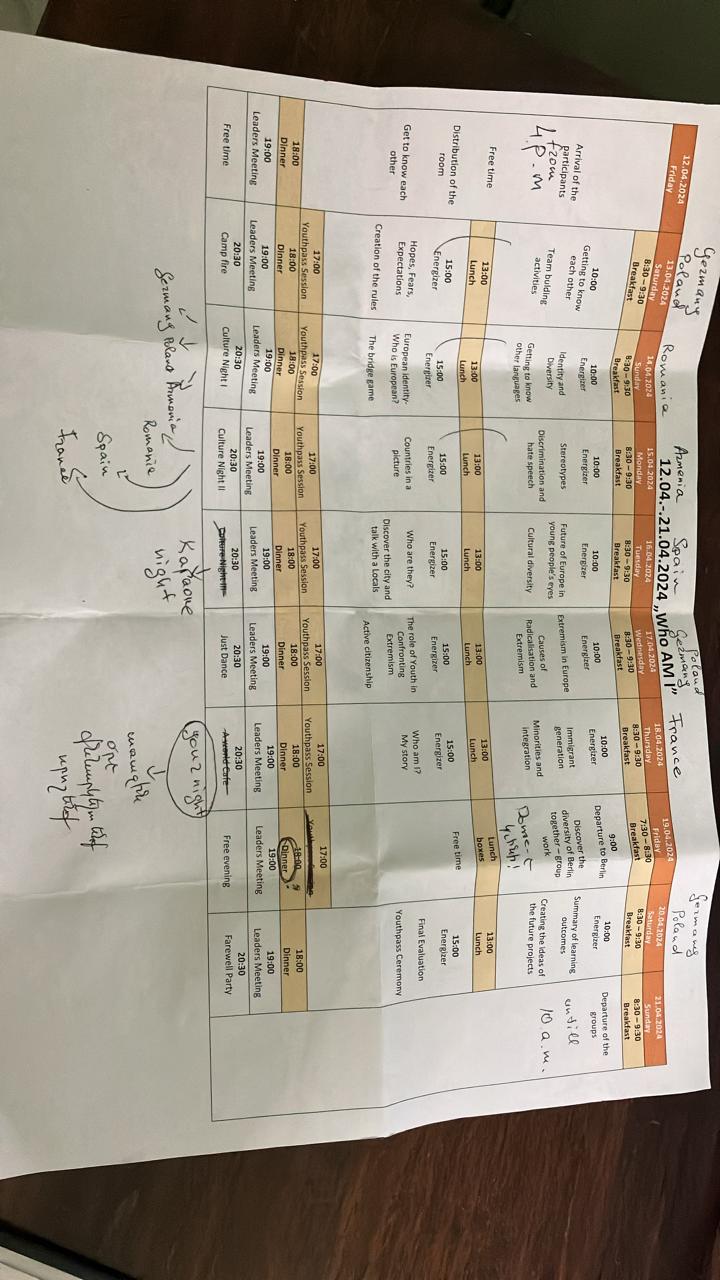 12.04.-.21.04.2024 „Who AM I"
Germany
Poland
Romania
Armenia
Spain
Poland
Germany
France
Germany
Poland
12.04.2024
Friday
Arrival of the
participants
from
4. p. m
Free time
Distribution of the
room
Get to know each
other
18:00
Dinner
19:00
Leaders Meeting
Free time
13.04.2024
Saturday
8:30 – 9:30
Breakfast
10:00
Getting to know
each other
Team bulding
activities
13:00
Lunch
15:00
Energizer
Hopes, Fears,
Expectations
Creation of the rules
17:00
Youthpass Session
18:00
Dinner
19:00
Leaders Meeting
20:30
Camp fire
14.04.2024
Sunday
8:30 – 9:30
Breakfast
10:00
Energizer
Identity and
Diversity
Getting to know
other languages
13:00
Lunch
15:00
Energizer
European identity-
Who is European?
The bridge game
17:00
Youthpass Session
18:00
Dinner
19:00
Leaders Meeting
20:30
Culture Night I
15.04.2024
Monday
8:30 – 9:30
Breakfast
10:00
Energizer
Stereotypes
Discrimination and
hate speech
13:00
Lunch
15:00
Energizer
Countries in a
picture
17:00
Youthpass Session
18:00
Dinner
19:00
Leaders Meeting
20:30
Culture Night II
16.04.2024
Tuesday
8:30 – 9:30
Breakfast
10:00
Energizer
Future of Europe in
young people's eyes
Cultural diversity
13:00
Lunch
15:00
Energizer
Who are they?
Discover the city and
talk with a Locals
17:00
Youthpass Session
18:00
Dinner
19:00
Leaders Meeting
20:30
Culture Night III
17.04.2024
Wednesday
8:30 – 9:30
Breakfast
10:00
Energizer
Extremism in Europe
Causes of
Radicalisation and
Extremism
13:00
Lunch
15:00
Energizer
The role of Youth in
Confronting
Extremism
Active citizenship
17:00
Youthpass Session
18:00
Dinner
19:00
Leaders Meeting
20:30
Just Dance
18.04.2024
Thursday
8:30 – 9:30
Breakfast
10:00
Energizer
Immigrant
generation
Minorities and
integration
13:00
Lunch
15:00
Energizer
Who am I?
My story
17:00
Youthpass Session
18:00
Dinner
19:00
Leaders Meeting
20:30
A world Cafe
19.04.2024
Friday
7:30 – 8:30
Breakfast
9:00
Departure to Berlin
Discover the
diversity of Berlin
together – group
work
Lunch
boxes
Free time
17:00
18:00
Dinner
19:00
Leaders Meeting
Free evening
20.04.2024
Saturday
8:30 – 9:30
Breakfast
10:00
Energizer
Summary of learning
outcomes
Creating the ideas of
the future projects
13:00
Lunch
15:00
Energizer
Final Evaluation
Youthpass Ceremony
18:00
Dinner
19:00
Leaders Meeting
20:30
Farewell Party
21.04.2024
Sunday
8:30 – 9:30
Breakfast
Departure of the
groups
untill
10. a.m.
Germany Poland Armenia
Romania
Spain
France
Karaoke
night
your night